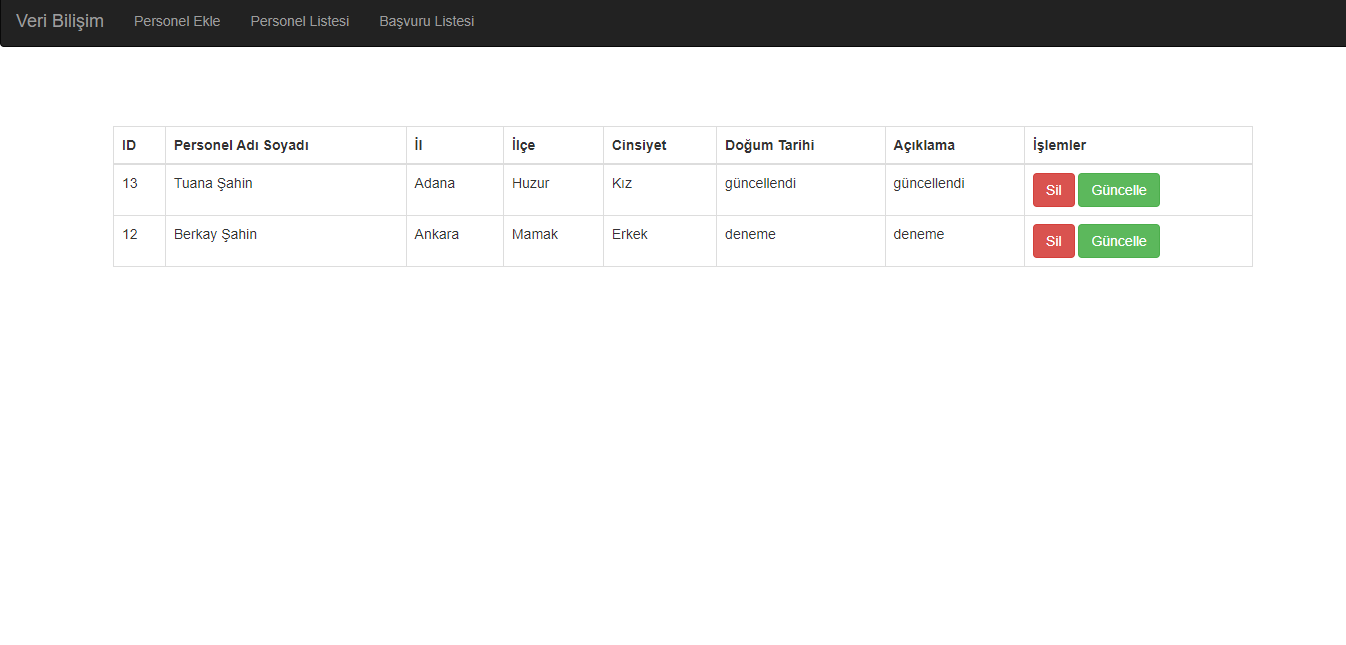 Veri Bilişim Personel Ekle Personel Listesi Başvuru Listesi
ID Personel Adı Soyadı İl İlçe Cinsiyet Doğum Tarihi Açıklama İşlemler
13 Tuana Şahin Adana Huzur Kız güncellendi güncellendi Sil Güncelle
12 Berkay Şahin Ankara Mamak Erkek deneme deneme Sil Güncelle